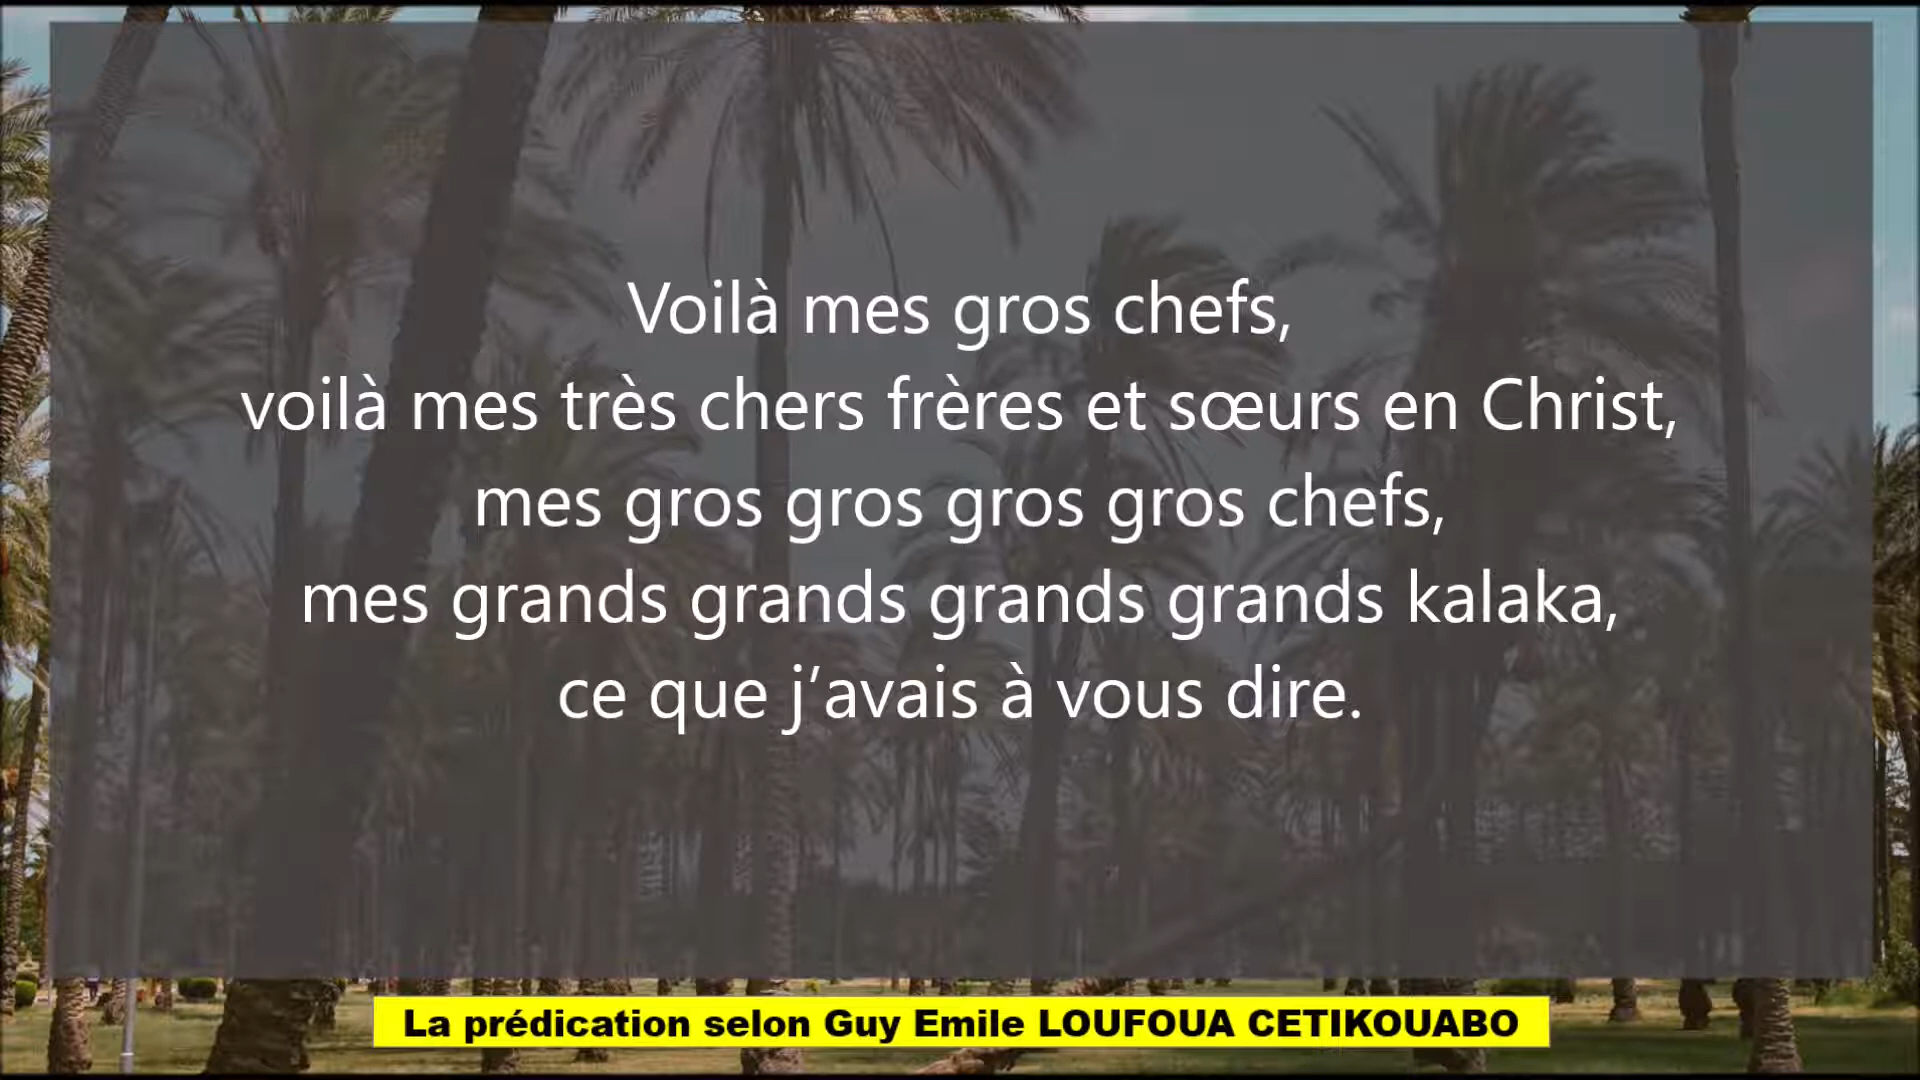 Voilà mes gros chefs,
voilà mes très chers frères et sœurs en Christ,
mes gros gros gros gros chefs,
mes grands grands grands grands kalaka,
ce que j’avais à vous dire.
La prédication selon Guy Emile LOUFOUA CETIKOUABO